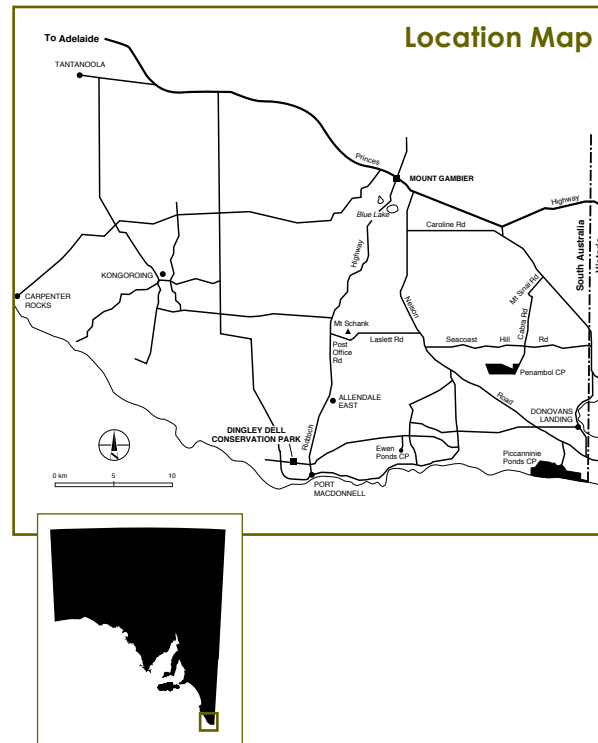 Location Map
To Adelaide
TANTANOOLA
Princes
MOUNT GAMBIER
Highway
Blue Lake
Caroline Rd
South Australia
Highway
Mt Sinai Rd
KONGOROING
CARPENTER
ROCKS
Nelson
Cabra Rd
Mt Schank
Laslett Rd
Seacoast Hill Rd
Post
Office
Rd
Penambol CP
ALLENDALE
EAST
Road
DONOVANS
LANDING
DINGLEY DELL
CONSERVATION PARK
Riddoch
Ewen
Ponds CP
Piccaninnie
Ponds CP
0 km 5 10
PORT
MACDONNELL